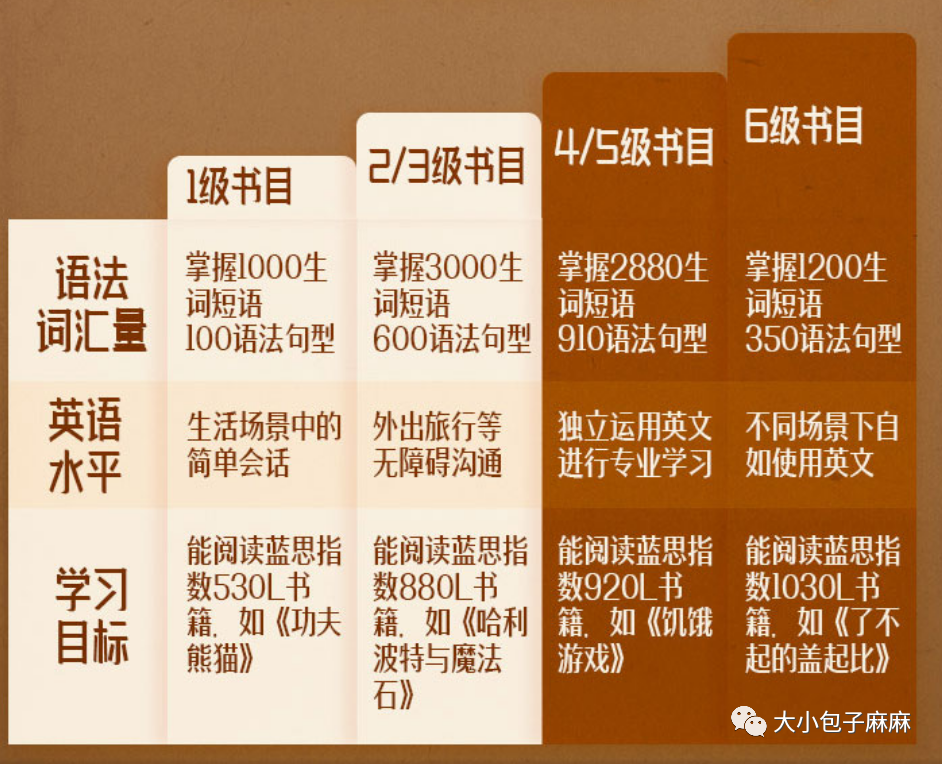 1级书目
2/3级书目
4/5级书目
6级书目
语法
词汇量
掌握1000生
词短语
100语法句型
掌握3000生
词短语
600语法句型
掌握2880生
词短语
910语法句型
掌握1200生
词短语
350语法句型
英语
水平
生活场景中的
简单会话
外出旅行等
无障碍沟通
独立运用英文
进行专业学习
不同场景下自
如使用英文
学习
目标
能阅读蓝思指
数530L书
籍，如《功夫
熊猫》
能阅读蓝思指
数880L书
籍，如《哈利
波特与魔法
石》
能阅读蓝思指
数920L书
籍，如《饥饿
游戏》
能阅读蓝思指
数1030L书
籍，如《了不
起的盖起比》
大小包子麻麻